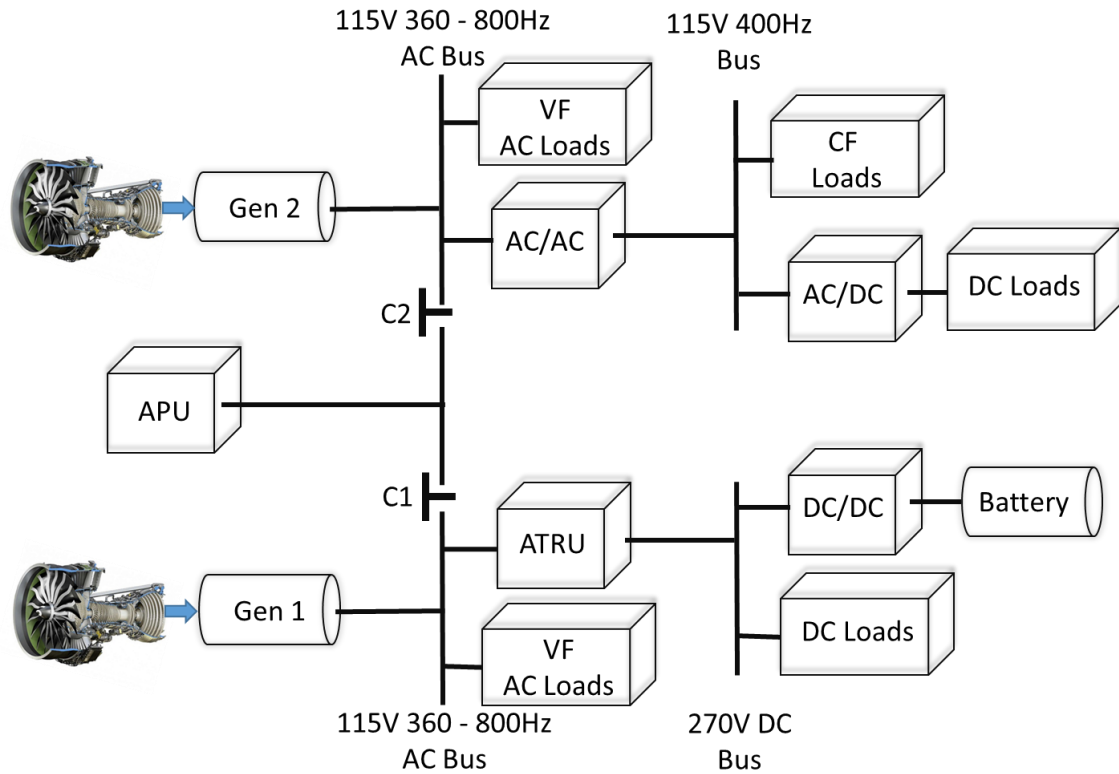 115V 360 - 800Hz
AC Bus
115V 400Hz
Bus
VF
AC Loads
CF
Loads
Gen 2
AC/AC
AC/DC
DC Loads
C2
APU
C1
ATRU
DC/DC
Battery
Gen 1
VF
AC Loads
DC Loads
115V 360 - 800Hz
AC Bus
270V DC
Bus